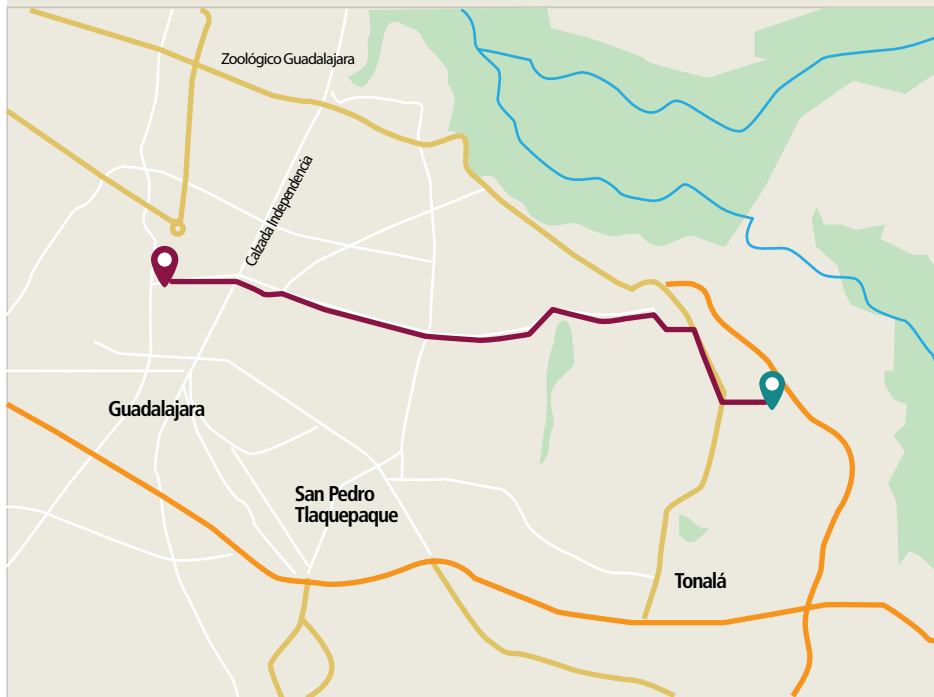 Zoológico Guadalajara
Calzada Independencia
Guadalajara
San Pedro
Tlaquepaque
Tonalá